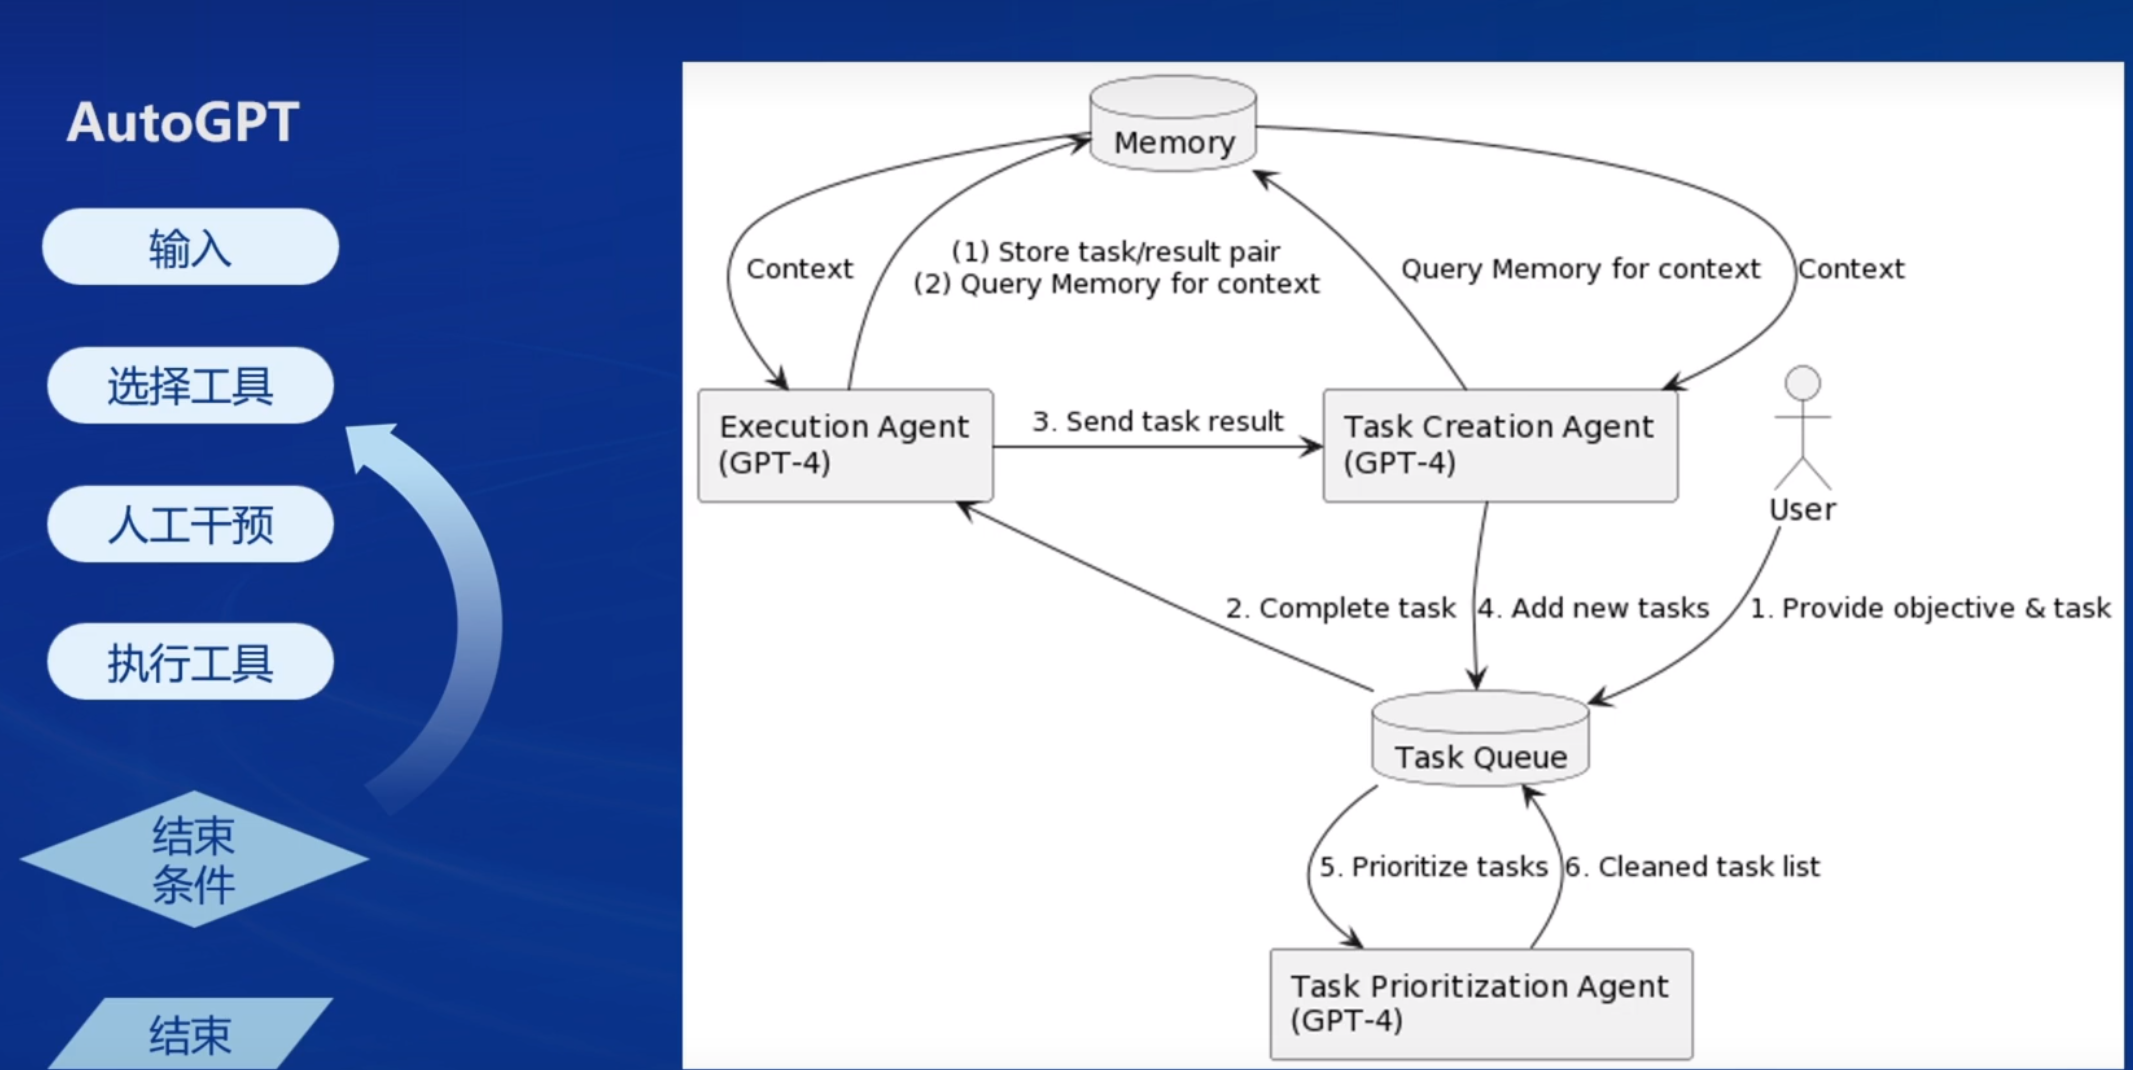 AutoGPT
输入
选择工具
人工干预
执行工具
结束
条件
结束
Memory
Context
(1) Store task/result pair
(2) Query Memory for context
Query Memory for context
Context
Execution Agent
(GPT-4)
3. Send task result
Task Creation Agent
(GPT-4)
User
2. Complete task
4. Add new tasks
1. Provide objective & task
Task Queue
5. Prioritize tasks
6. Cleaned task list
Task Prioritization Agent
(GPT-4)